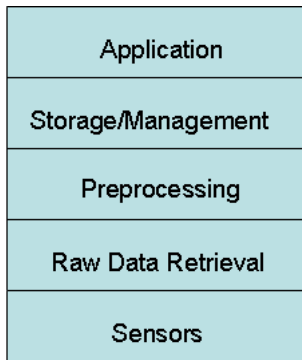 Application
Storage/Management
Preprocessing
Raw Data Retrieval
Sensors